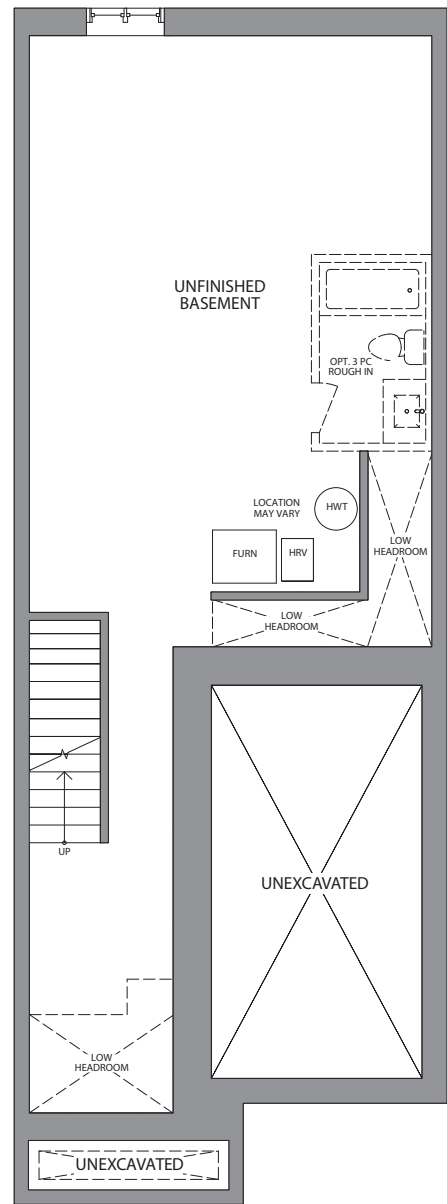 UNFINISHED
BASEMENT
OPT. 3 PC
ROUGH IN
LOCATION
MAY VARY
HWT
FURN
HRV
LOW
HEADROOM
LOW
HEADROOM
UP
UNEXCAVATED
LOW
HEADROOM
UNEXCAVATED